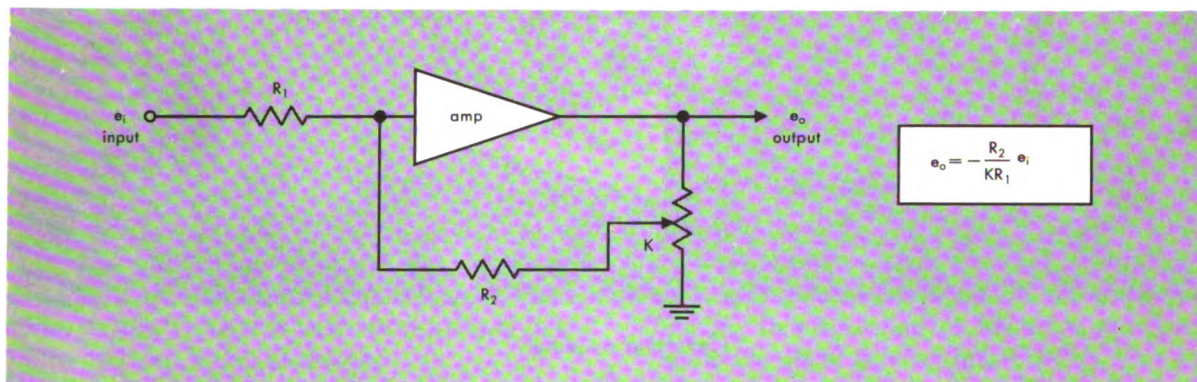 R₁
eᵢ
input
amp
eₒ
output
eₒ = − R₂ / KR₁ eᵢ
K
R₂